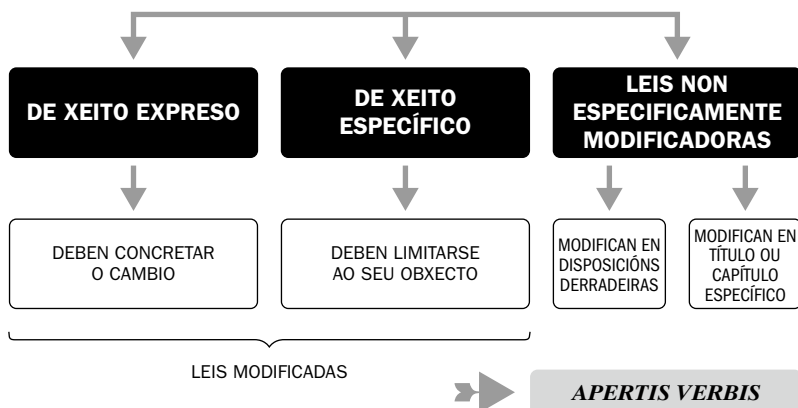 DE XEITO EXPRESO
DE XEITO
ESPECÍFICO
LEIS NON
ESPECIFICAMENTE
MODIFICADORAS
DEBEN CONCRETAR
O CAMBIO
DEBEN LIMITARSE
AO SEU OBXECTO
MODIFICAN EN
DISPOSICIÓNS
DERRADEIRAS
MODIFICAN EN
TÍTULO OU
CAPÍTULO
ESPECÍFICO
LEIS MODIFICADAS
APERTIS VERBIS